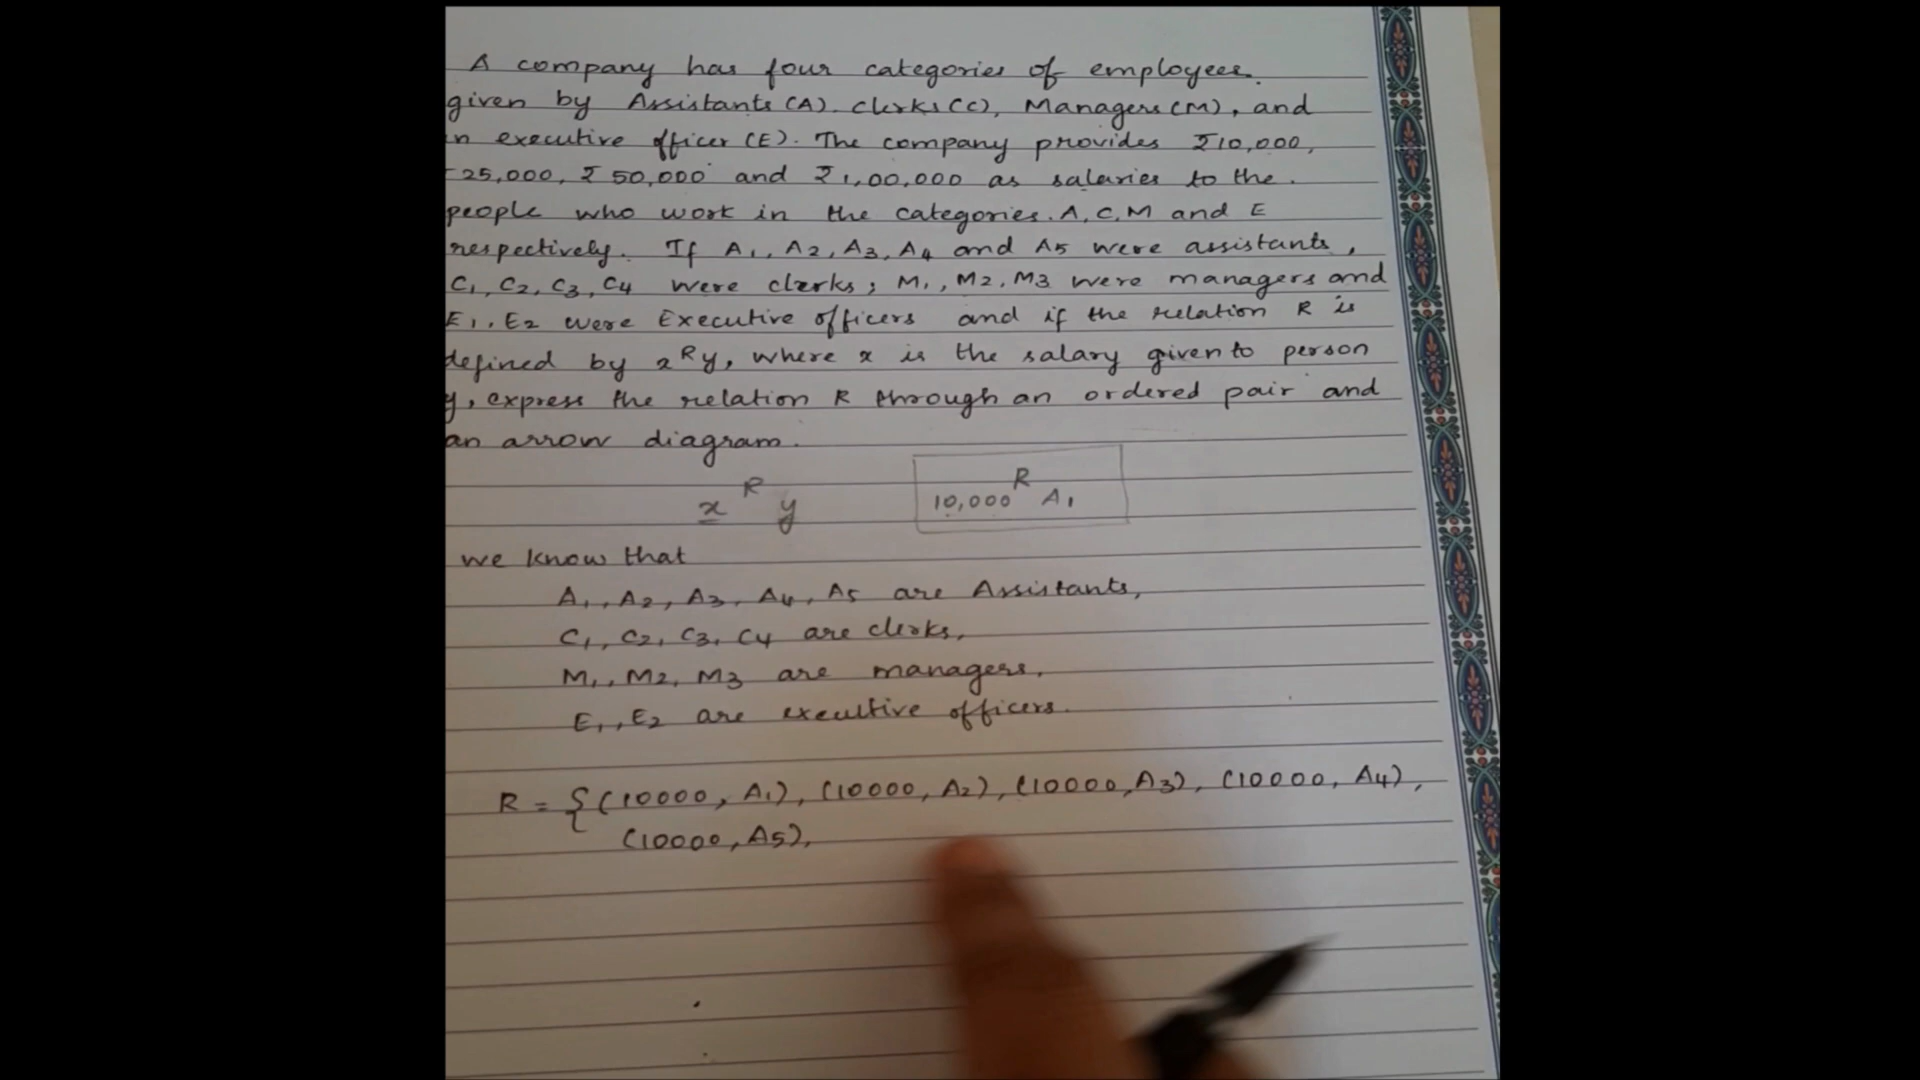 A company has four categories of employees.
given by Assistants (A). clerks (C), Managers (M), and
n executive officer (E). The company provides ₹10,000,
25,000, ₹50,000 and ₹1,00,000 as salaries to the.
people who work in the categories. A, C, M and E
respectively. If A1, A2, A3, A4 and A5 were assistants,
C1, C2, C3, C4 were clerks; M1, M2, M3 were managers and
E1, E2 were Executive officers and if the relation R is
defined by xRy, where x is the salary given to person
y, express the relation R through an ordered pair and
an arrow diagram.
x R y 10,000 R A1
we know that
A1, A2, A3, A4, A5 are Assistants,
C1, C2, C3, C4 are clerks,
M1, M2, M3 are managers,
E1, E2 are exeultive officers.
R = {(10000, A1), (10000, A2), (10000, A3), (10000, A4),
(10000, A5),